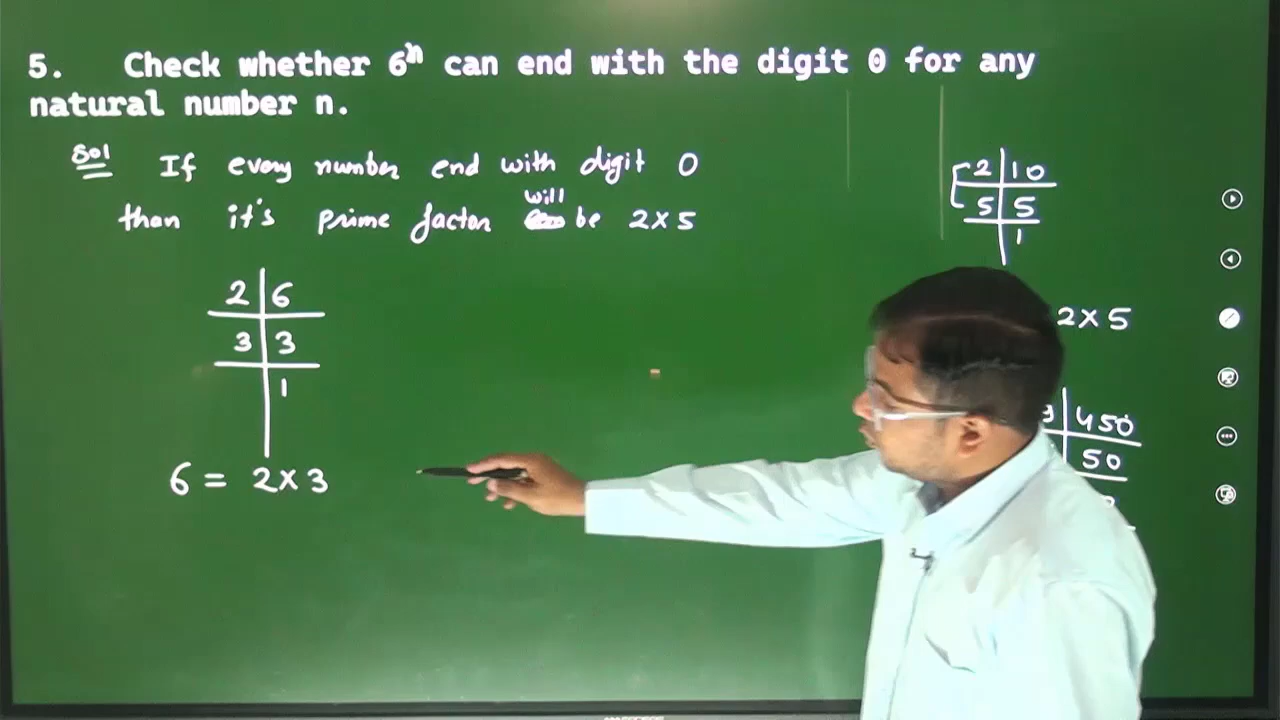 5. Check whether 6ⁿ can end with the digit 0 for any
natural number n.
Sol If every number end with digit 0
than it's prime factor will be 2×5
2 | 6
3 | 3
1
6 = 2×3
2 | 10
5 | 5
1
2×5
3 | 450
50